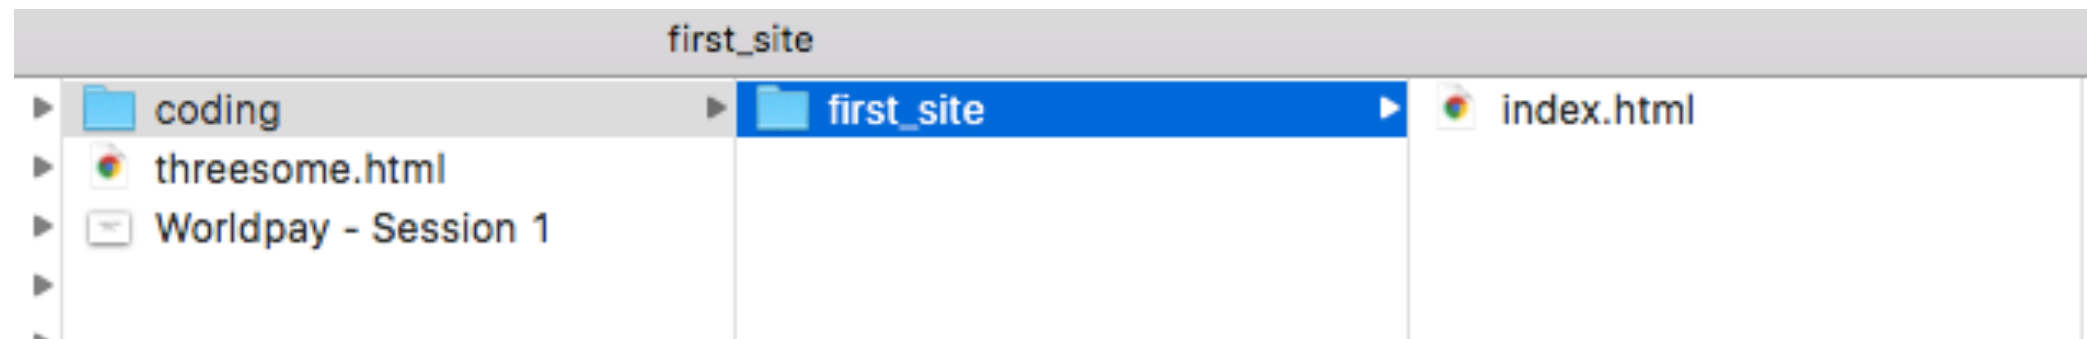 first_site
coding
threesome.html
Worldpay - Session 1
first_site
index.html